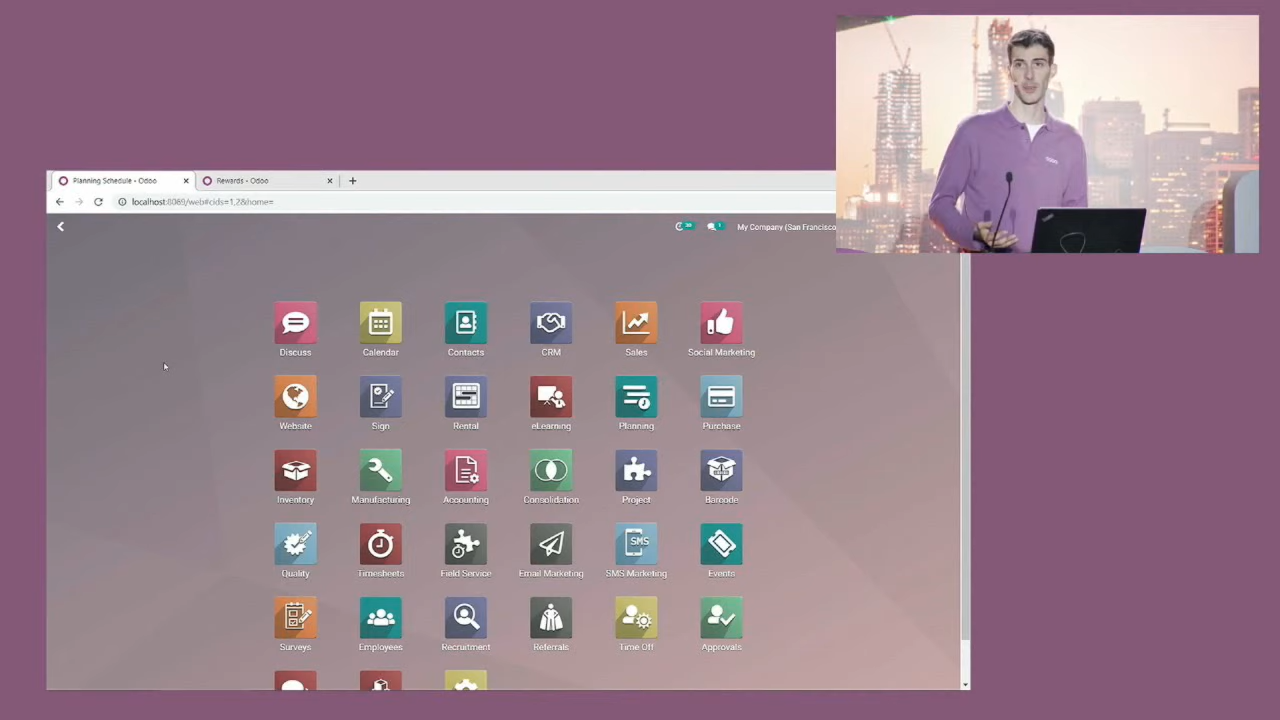 Planning Schedule - Odoo
Rewards - Odoo
localhost:8069/web#cids=1,2&home=
My Company (San Francisco
Discuss
Calendar
Contacts
CRM
Sales
Social Marketing
Website
Sign
Rental
eLearning
Planning
Purchase
Inventory
Manufacturing
Accounting
Consolidation
Project
Barcode
Quality
Timesheets
Field Service
Email Marketing
SMS
SMS Marketing
Events
Surveys
Employees
Recruitment
Referrals
Time Off
Approvals